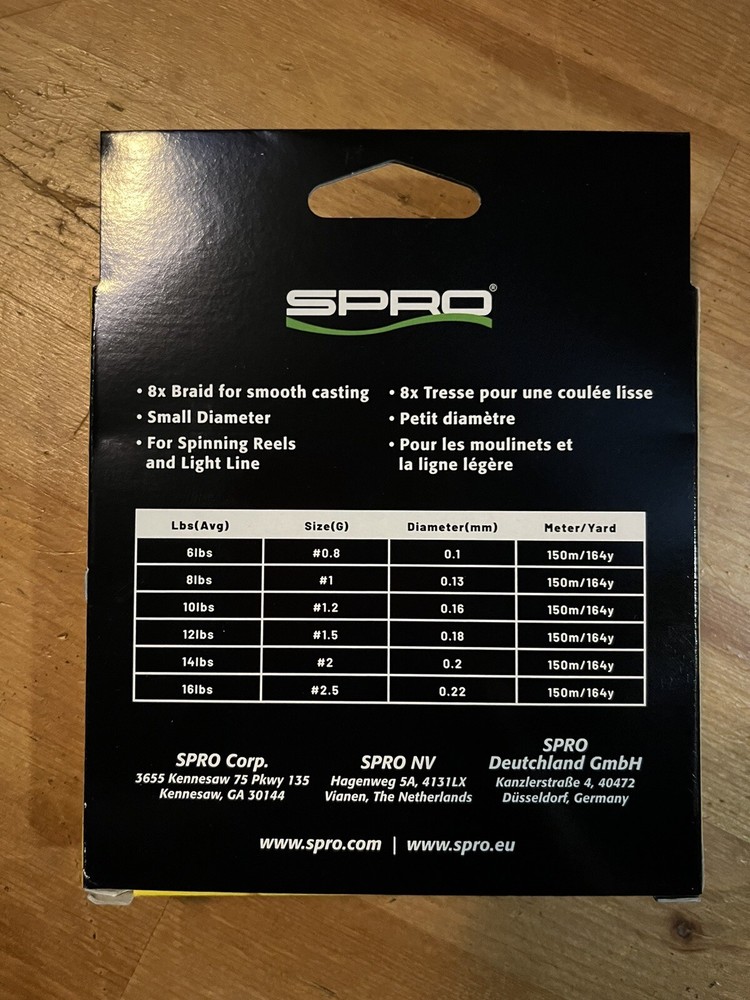 SPRO®
• 8x Braid for smooth casting
• Small Diameter
• For Spinning Reels
and Light Line
• 8x Tresse pour une coulée lisse
• Petit diamètre
• Pour les moulinets et
la ligne légère
Lbs(Avg) Size(G) Diameter(mm) Meter/Yard
6lbs #0.8 0.1 150m/164y
8lbs #1 0.13 150m/164y
10lbs #1.2 0.16 150m/164y
12lbs #1.5 0.18 150m/164y
14lbs #2 0.2 150m/164y
16lbs #2.5 0.22 150m/164y
SPRO Corp.
3655 Kennesaw 75 Pkwy 135
Kennesaw, GA 30144
SPRO NV
Hagenweg 5A, 4131LX
Vianen, The Netherlands
SPRO
Deutchland GmbH
Kanzlerstraße 4, 40472
Düsseldorf, Germany
www.spro.com | www.spro.eu